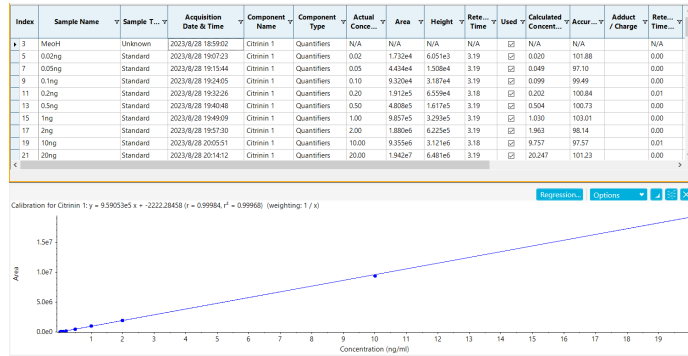 Index Sample Name Sample T... Acquisition Date & Time Component Name Component Type Actual Conce... Area Height Rete... Time Used Calculated Concent... Accur... Adduct / Charge Rete... Time...
3 MeoH Unknown 2023/8/28 18:59:02 Citrinin 1 Quantifiers N/A N/A N/A N/A N/A N/A N/A
5 0.02ng Standard 2023/8/28 19:07:23 Citrinin 1 Quantifiers 0.02 1.732e4 6.051e3 3.19 0.020 101.88 0.00
7 0.05ng Standard 2023/8/28 19:15:44 Citrinin 1 Quantifiers 0.05 4.434e4 1.508e4 3.19 0.049 97.10 0.00
9 0.1ng Standard 2023/8/28 19:24:05 Citrinin 1 Quantifiers 0.10 9.320e4 3.187e4 3.19 0.099 99.49 0.00
11 0.2ng Standard 2023/8/28 19:32:26 Citrinin 1 Quantifiers 0.20 1.912e5 6.559e4 3.18 0.202 100.84 0.01
13 0.5ng Standard 2023/8/28 19:40:48 Citrinin 1 Quantifiers 0.50 4.808e5 1.617e5 3.19 0.504 100.73 0.00
15 1ng Standard 2023/8/28 19:49:09 Citrinin 1 Quantifiers 1.00 9.857e5 3.293e5 3.19 1.030 103.01 0.00
17 2ng Standard 2023/8/28 19:57:30 Citrinin 1 Quantifiers 2.00 1.880e6 6.225e5 3.19 1.963 98.14 0.00
19 10ng Standard 2023/8/28 20:05:51 Citrinin 1 Quantifiers 10.00 9.355e6 3.121e6 3.18 9.757 97.57 0.01
21 20ng Standard 2023/8/28 20:14:12 Citrinin 1 Quantifiers 20.00 1.942e7 6.481e6 3.19 20.247 101.23 0.00
Regression... Options
Calibration for Citrinin 1: y = 9.59053e5 x + -2222.28458 (r = 0.99984, r² = 0.99968) (weighting: 1 / x)
1.5e7
1.0e7
Area
5.0e6
0.0e0
1 2 3 4 5 6 7 8 9 10 11 12 13 14 15 16 17 18 19
Concentration (ng/ml)